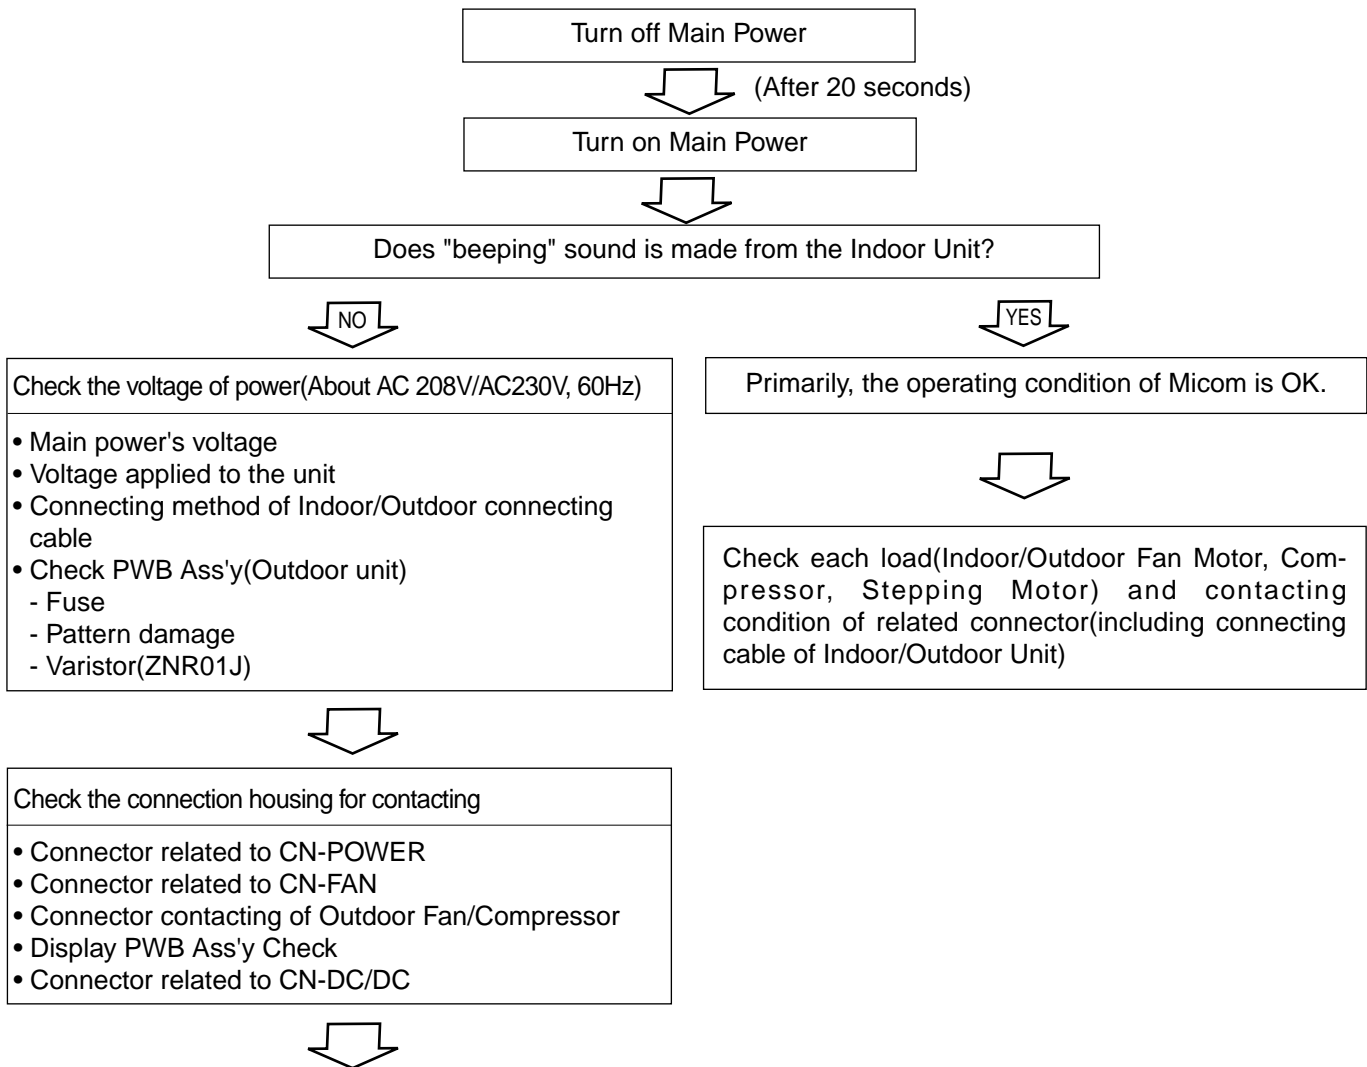 Turn off Main Power
(After 20 seconds)
Turn on Main Power
Does "beeping" sound is made from the Indoor Unit?
NO
YES
Check the voltage of power(About AC 208V/AC230V, 60Hz)
• Main power's voltage
• Voltage applied to the unit
• Connecting method of Indoor/Outdoor connecting
cable
• Check PWB Ass'y(Outdoor unit)
- Fuse
- Pattern damage
- Varistor(ZNR01J)
Primarily, the operating condition of Micom is OK.
Check each load(Indoor/Outdoor Fan Motor, Com-
pressor, Stepping Motor) and contacting
condition of related connector(including connecting
cable of Indoor/Outdoor Unit)
Check the connection housing for contacting
• Connector related to CN-POWER
• Connector related to CN-FAN
• Connector contacting of Outdoor Fan/Compressor
• Display PWB Ass'y Check
• Connector related to CN-DC/DC